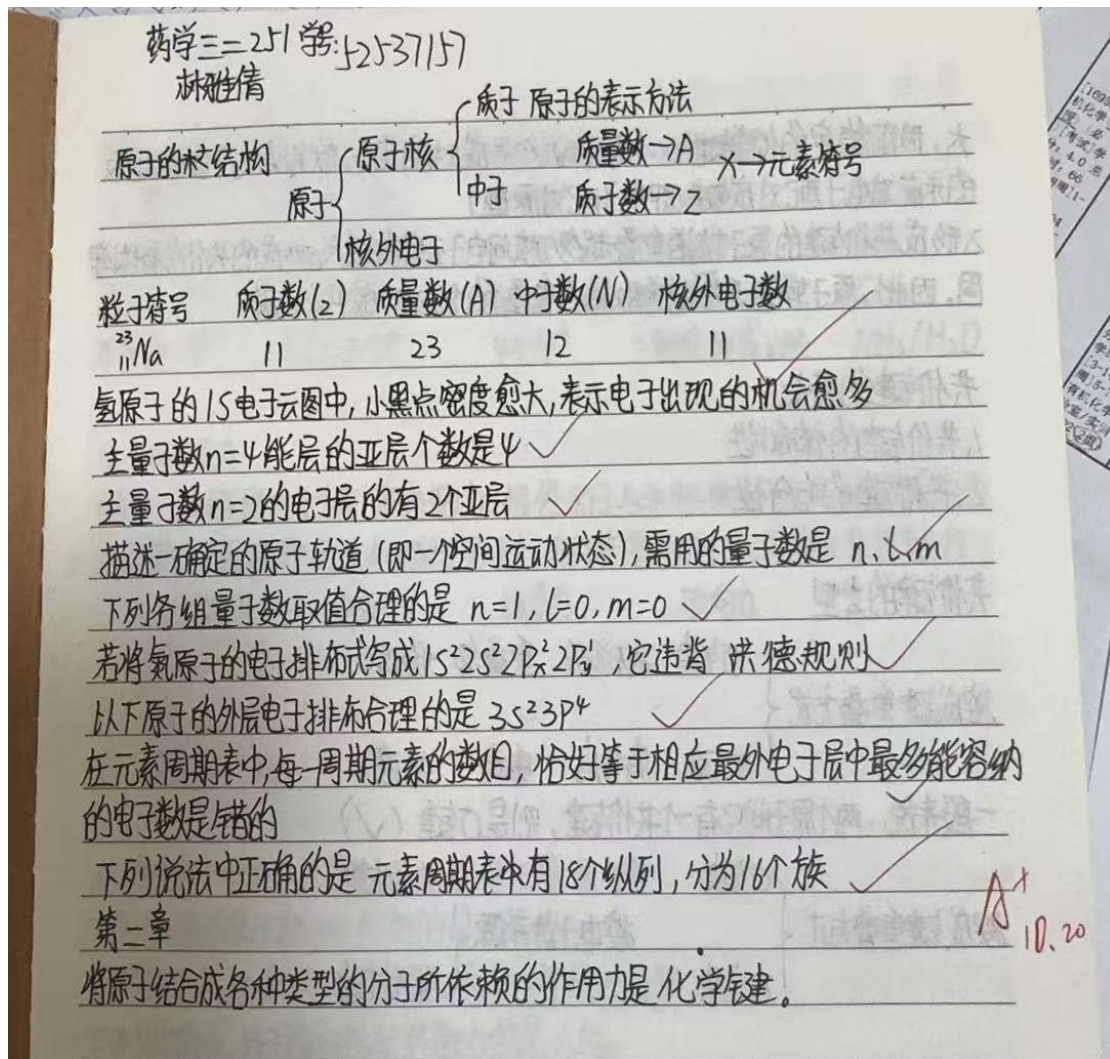 药学三二251 学号:52537157
林雅倩
质子 原子的表示方法
原子的木交结构 原子核 质量数→A X→元素符号
中子 质子数→Z
原子
核外电子
粒子符号 质子数(Z) 质量数(A) 中子数(N) 核外电子数
²³₁₁Na 11 23 12 11
氢原子的1S电子云图中,小黑点密度愈大,表示电子出现的机会愈多
主量子数n=4能层的亚层个数是4
主量子数n=2的电子层的有2个亚层
描述一确定的原子轨道(即一个空间运动状态),需用的量子数是 n、l、m
下列各组量子数取值合理的是 n=1, l=0, m=0
若将氮原子的电子排布式写成1S²2S²2Pₓ²2Pᵧ¹,它违背 洪德规则
以下原子的外层电子排布合理的是 3S²3P⁴
在元素周期表中,每一周期元素的数目,恰好等于相应最外电子层中最多能容纳
的电子数是错的
下列说法中正确的是 元素周期表中有18个纵列,分为16个族
A⁺
10.20
第二章
将原子结合成各种类型的分子所依赖的作用力是 化学键。